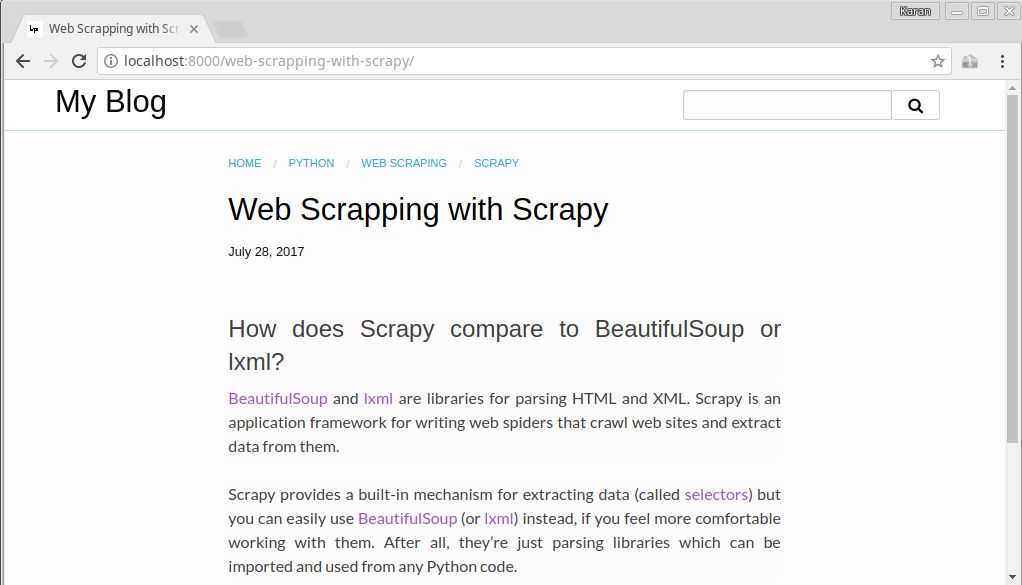 Karan
Web Scrapping with Scr
localhost:8000/web-scrapping-with-scrapy/
My Blog
HOME / PYTHON / WEB SCRAPING / SCRAPY
Web Scrapping with Scrapy
July 28, 2017
How does Scrapy compare to BeautifulSoup or
lxml?
BeautifulSoup and lxml are libraries for parsing HTML and XML. Scrapy is an
application framework for writing web spiders that crawl web sites and extract
data from them.
Scrapy provides a built-in mechanism for extracting data (called selectors) but
you can easily use BeautifulSoup (or lxml) instead, if you feel more comfortable
working with them. After all, they’re just parsing libraries which can be
imported and used from any Python code.